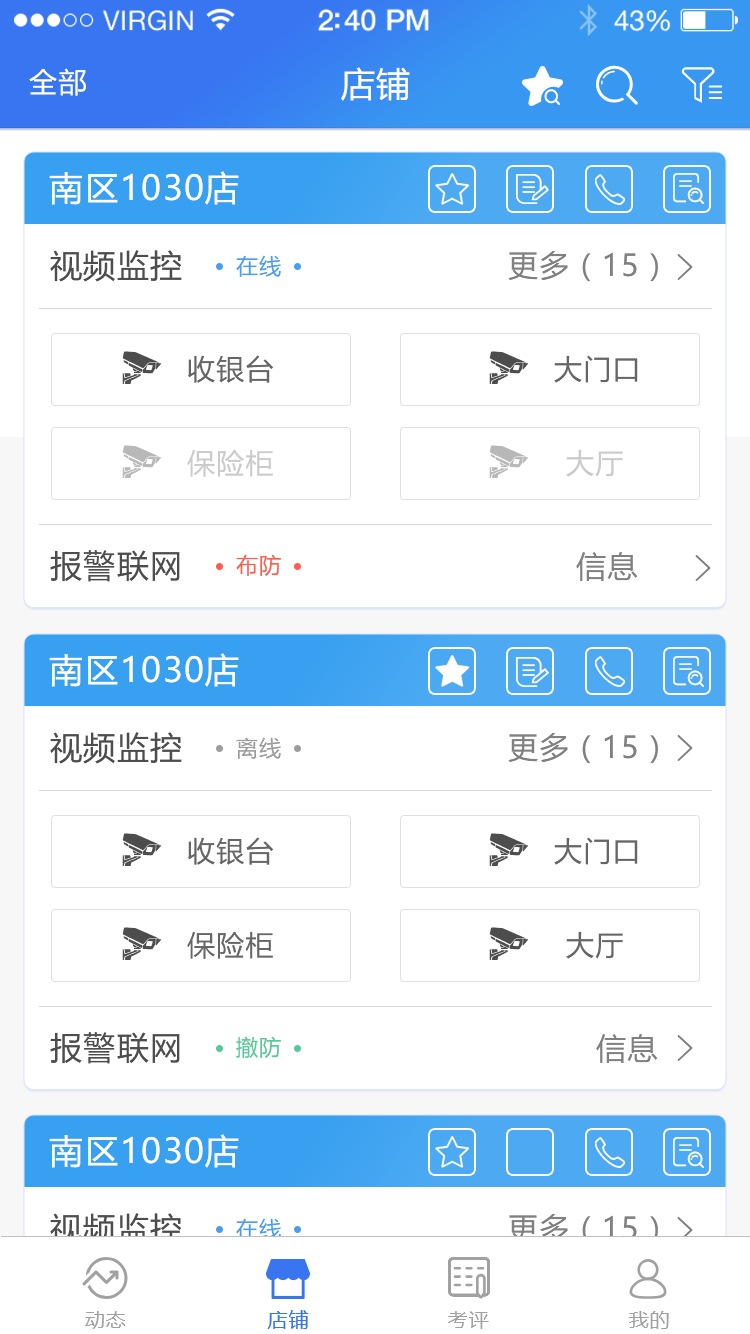 VIRGIN 2:40 PM 43%
全部 店铺
南区1030店
视频监控 • 在线 • 更多(15)
收银台 大门口
保险柜 大厅
报警联网 • 布防 • 信息
南区1030店
视频监控 • 离线 • 更多(15)
收银台 大门口
保险柜 大厅
报警联网 • 撤防 • 信息
南区1030店
视频监控 • 在线 • 更多(15)
动态 店铺 考评 我的